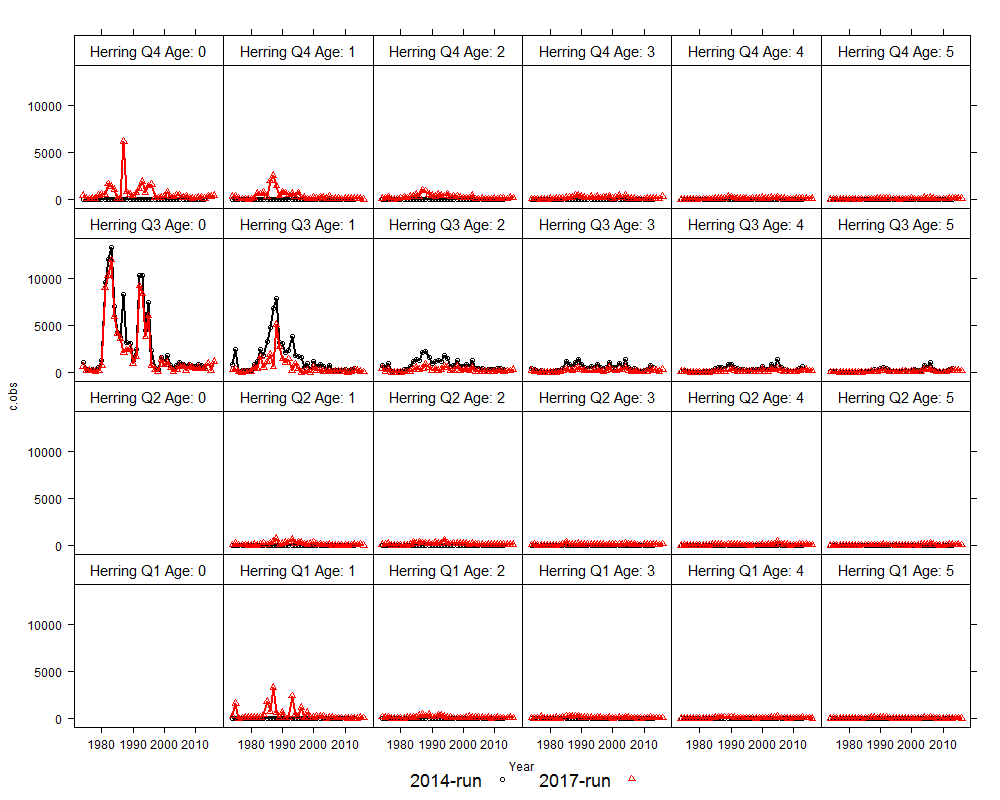 Herring Q4 Age: 0 Herring Q4 Age: 1 Herring Q4 Age: 2 Herring Q4 Age: 3 Herring Q4 Age: 4 Herring Q4 Age: 5
10000
5000
0
Herring Q3 Age: 0 Herring Q3 Age: 1 Herring Q3 Age: 2 Herring Q3 Age: 3 Herring Q3 Age: 4 Herring Q3 Age: 5
10000
5000
0
c.obs
Herring Q2 Age: 0 Herring Q2 Age: 1 Herring Q2 Age: 2 Herring Q2 Age: 3 Herring Q2 Age: 4 Herring Q2 Age: 5
10000
5000
0
Herring Q1 Age: 0 Herring Q1 Age: 1 Herring Q1 Age: 2 Herring Q1 Age: 3 Herring Q1 Age: 4 Herring Q1 Age: 5
10000
5000
0
1980 1990 2000 2010 1980 1990 2000 2010 1980 1990 2000 2010 1980 1990 2000 2010 1980 1990 2000 2010 1980 1990 2000 2010
Year
2014-run 2017-run